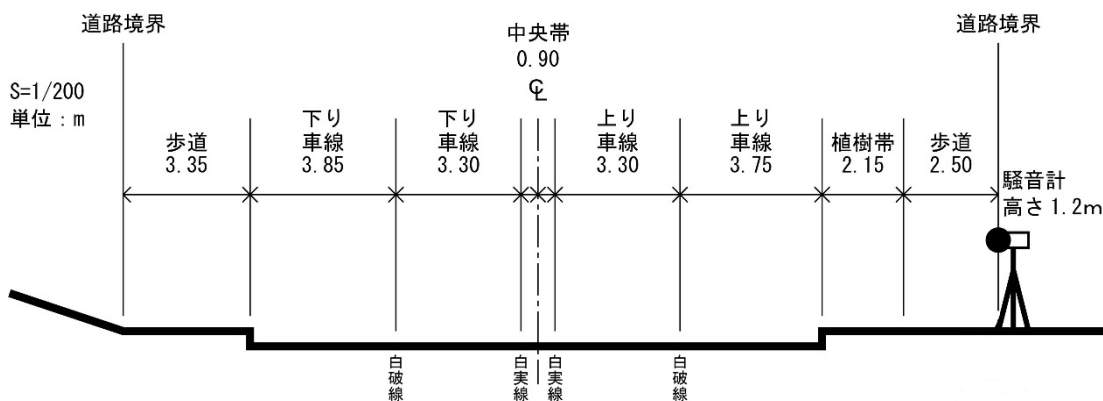 道路境界
道路境界
中央帯
0.90
℄
S=1/200
単位：m
歩道
3.35
下り
車線
3.85
下り
車線
3.30
上り
車線
3.30
上り
車線
3.75
植樹帯
2.15
歩道
2.50
騒音計
高さ1.2m
白破線
白実線
白実線
白破線